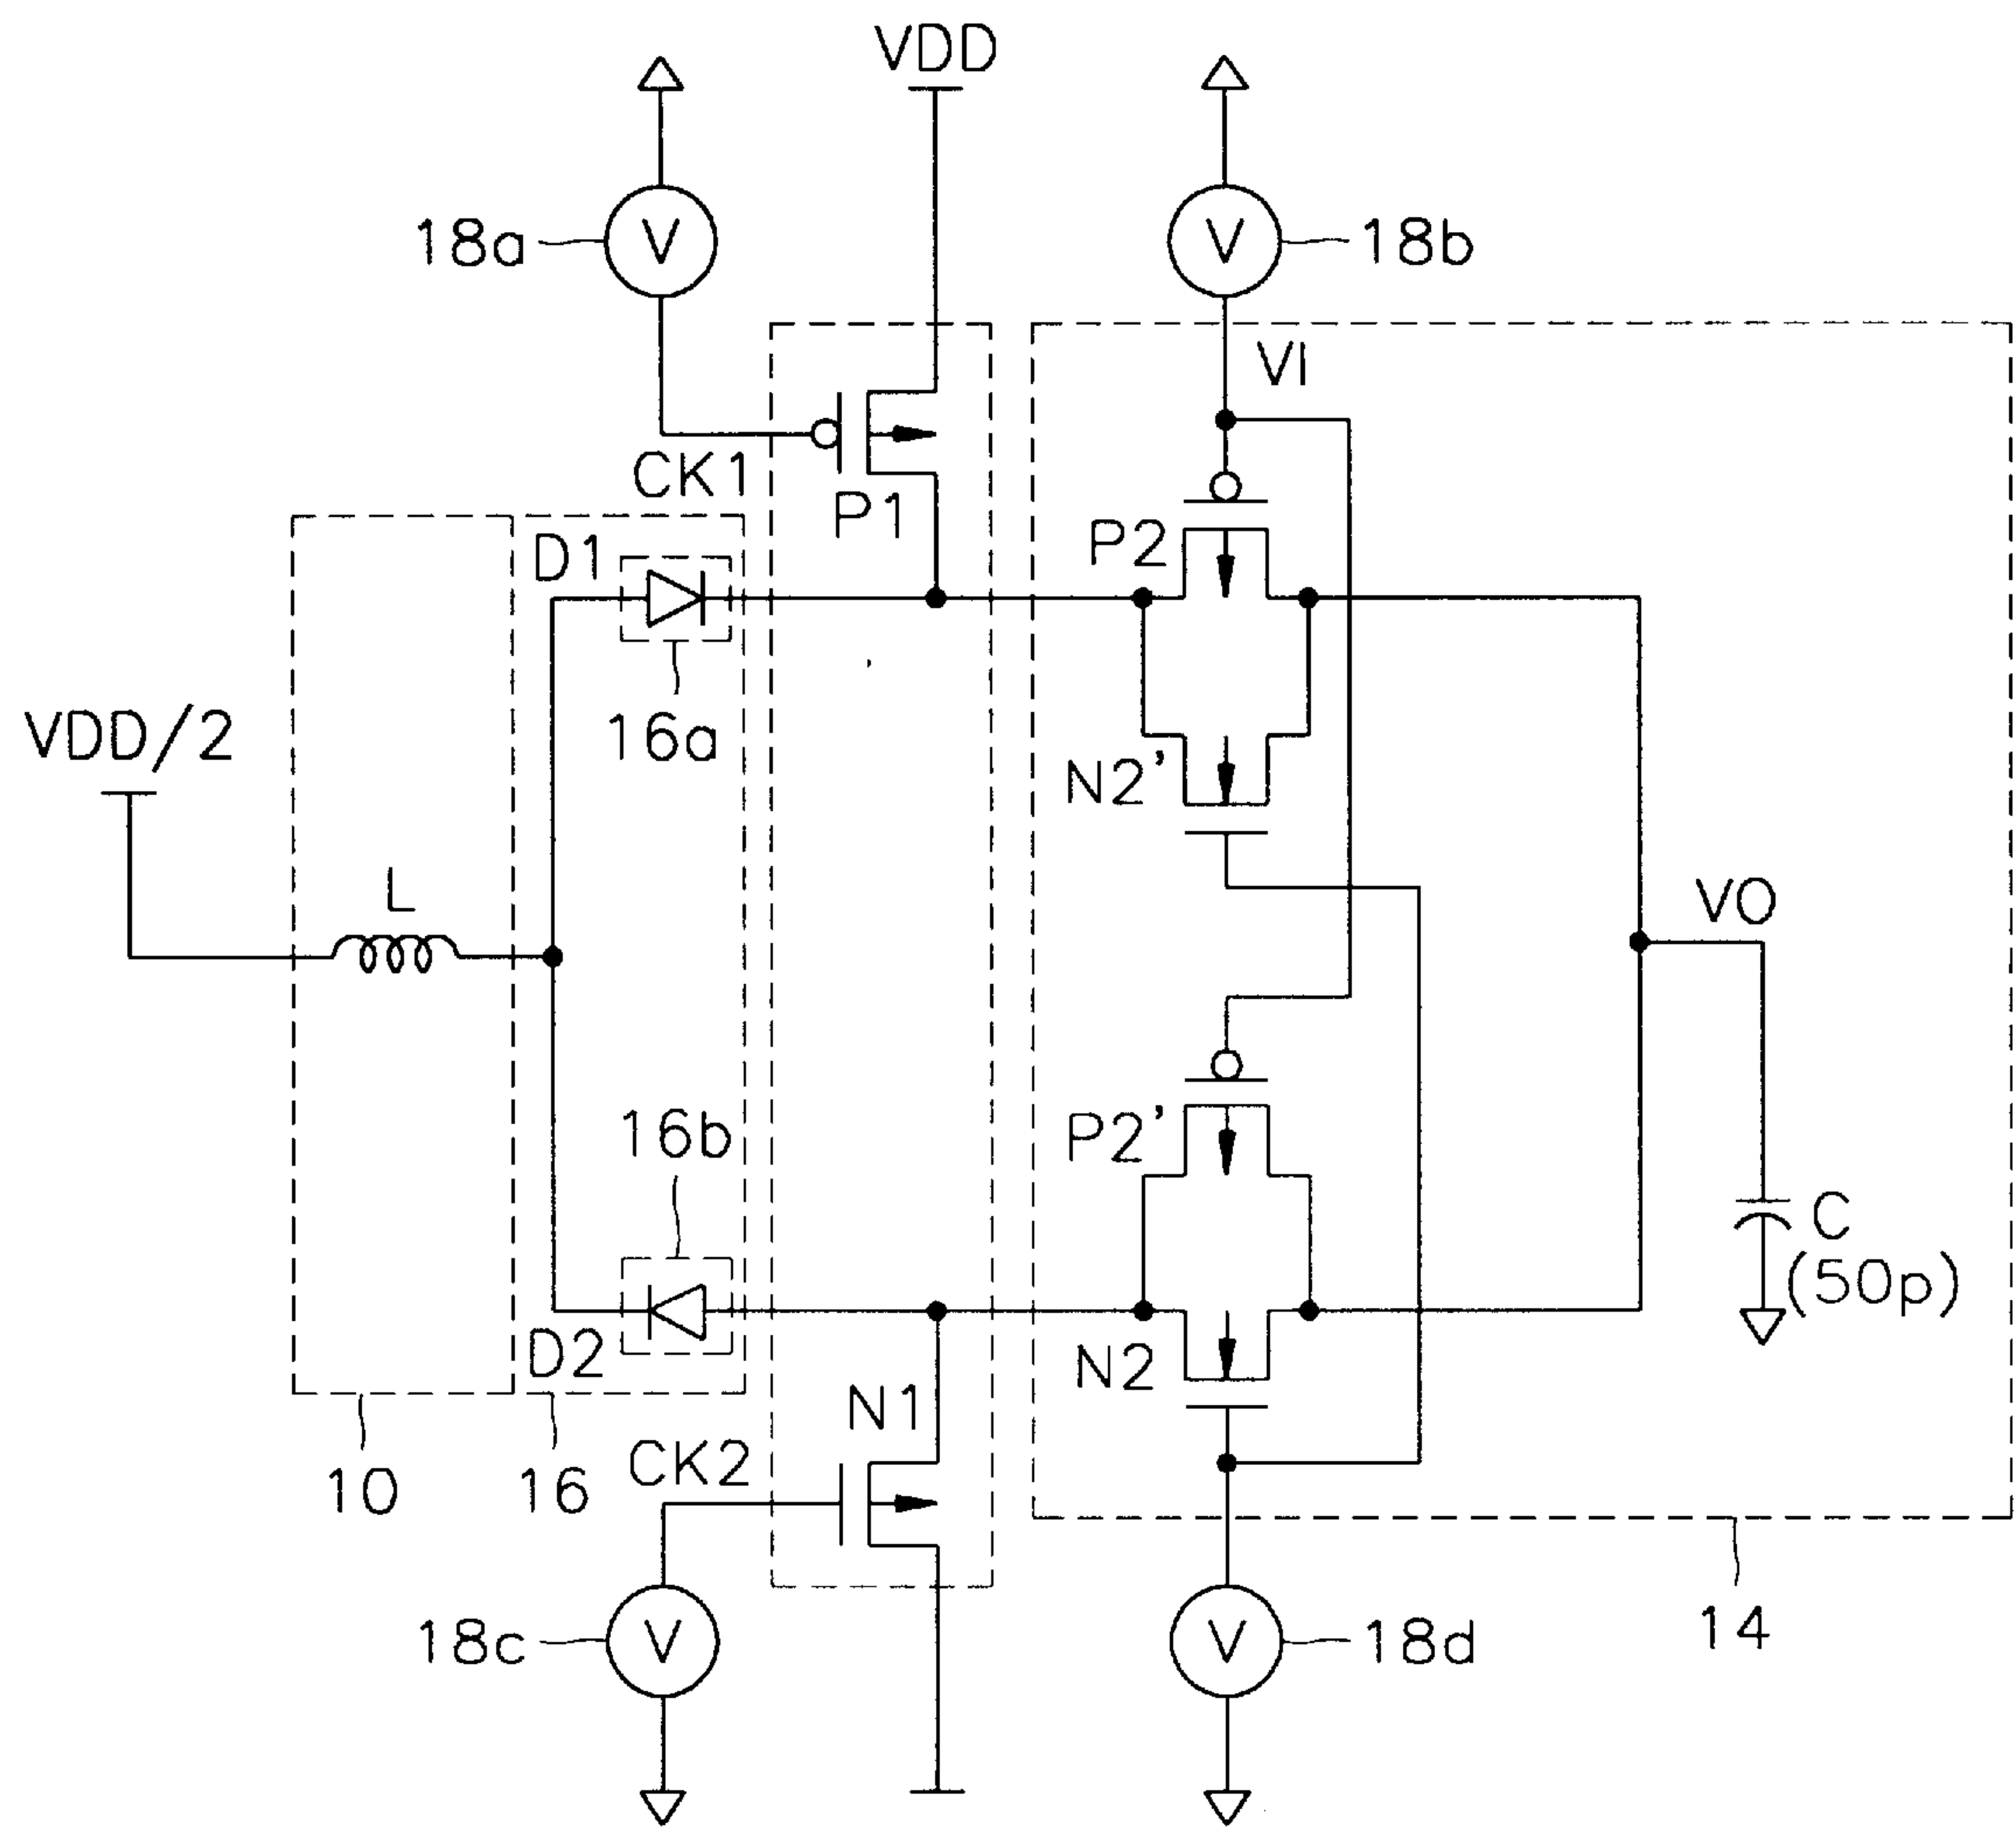 VDD
18a
V
V
18b
VI
CK1
P1
D1
P2
16a
VDD/2
N2’
L
VO
16b
P2’
C
(50p)
D2
N2
N1
10
16
CK2
18c
V
V
18d
14